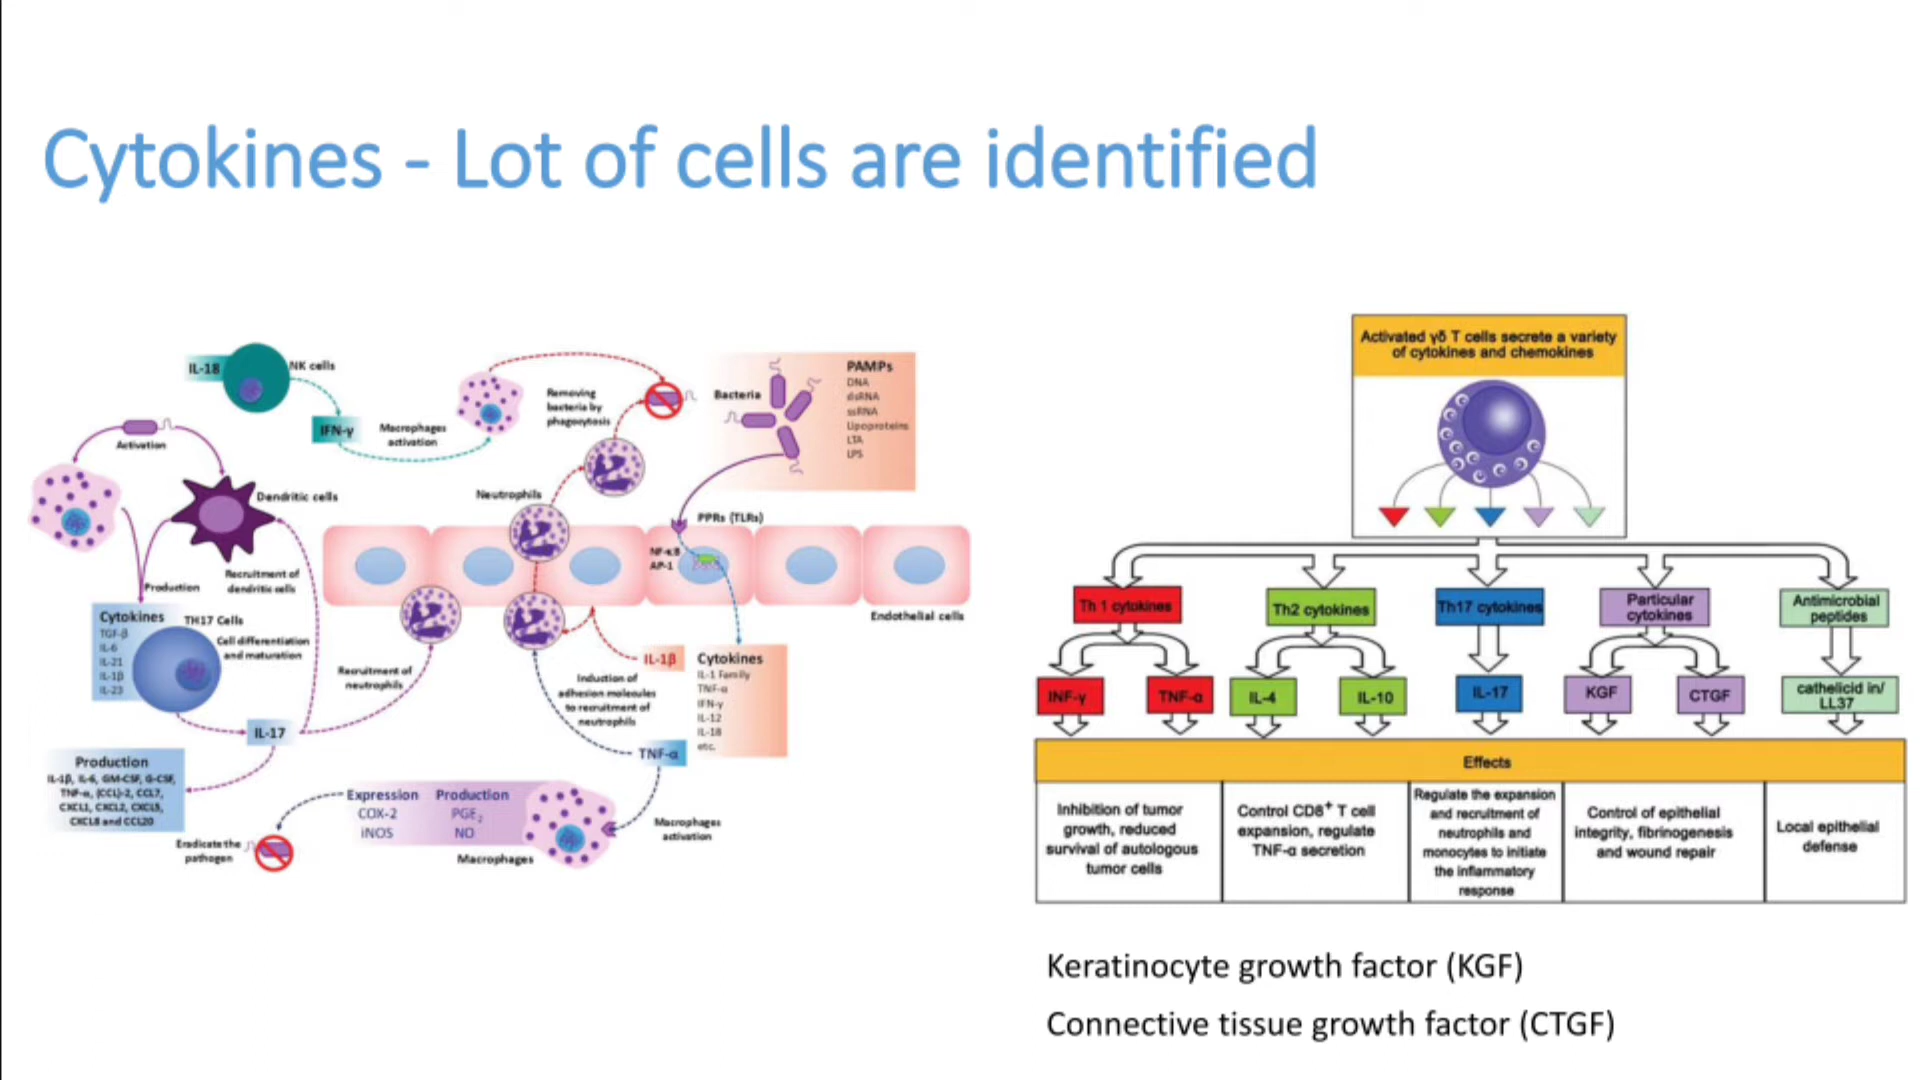 Cytokines - Lot of cells are identified
IL-18
NK cells
IFN-γ
Macrophages
activation
Removing
bacteria by
phagocytosis
Bacteria
PAMPs
DNA
dsRNA
ssRNA
Lipoproteins
LTA
LPS
Activation
Dendritic cells
Neutrophils
PPRs (TLRs)
NF-κB
AP-1
Endothelial cells
Production
Recruitment of
dendritic cells
Cytokines
TGF-β
IL-6
IL-21
IL-1β
IL-23
TH17 Cells
Cell differentiation
and maturation
Recruitment of
neutrophils
IL-17
Production
IL-1β, IL-6, GM-CSF, G-CSF,
TNF-α, (CCL)-2, CCL7,
CXCL1, CXCL2, CXCL5,
CXCL8 and CCL20
IL-1β
Induction of
adhesion molecules
to recruitment of
neutrophils
Cytokines
IL-1 Family
TNF-α
IFN-γ
IL-12
IL-18
etc.
TNF-α
Macrophages
activation
Expression
COX-2
iNOS
Production
PGE2
NO
Macrophages
Eradicate the
pathogen
Activated γδ T cells secrete a variety
of cytokines and chemokines
Th 1 cytokines
Th2 cytokines
Th17 cytokines
Particular
cytokines
Antimicrobial
peptides
INF-γ
TNF-α
IL-4
IL-10
IL-17
KGF
CTGF
cathelicid in/
LL37
Effects
Inhibition of tumor
growth, reduced
survival of autologous
tumor cells
Control CD8+ T cell
expansion, regulate
TNF-α secretion
Regulate the expansion
and recruitment of
neutrophils and
monocytes to initiate
the inflammatory
response
Control of epithelial
integrity, fibrinogenesis
and wound repair
Local epithelial
defense
Keratinocyte growth factor (KGF)
Connective tissue growth factor (CTGF)